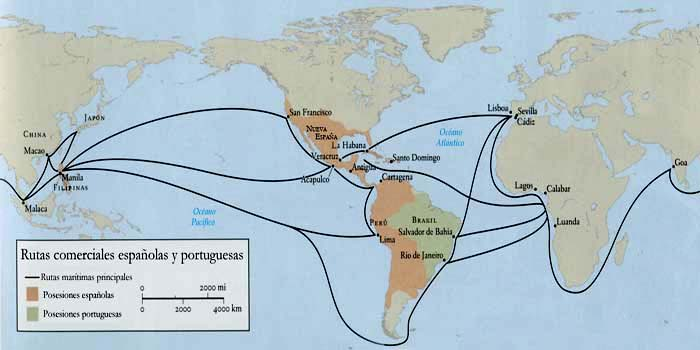 San Francisco
NUEVA
ESPAÑA
Veracruz
Acapulco
La Habana
Antigua
Santo Domingo
Cartagena
Océano
Atlántico
Lisboa
Sevilla
Cádiz
JAPÓN
CHINA
Macao
Manila
FILIPINAS
Malaca
Goa
Lagos
Calabar
Luanda
Océano
Pacífico
PERÚ
Lima
BRASIL
Salvador de Bahía
Río de Janeiro
Rutas comerciales españolas y portuguesas
Rutas marítimas principales
Posesiones españolas
Posesiones portuguesas
0 2000 mi
0 2000 4000 km